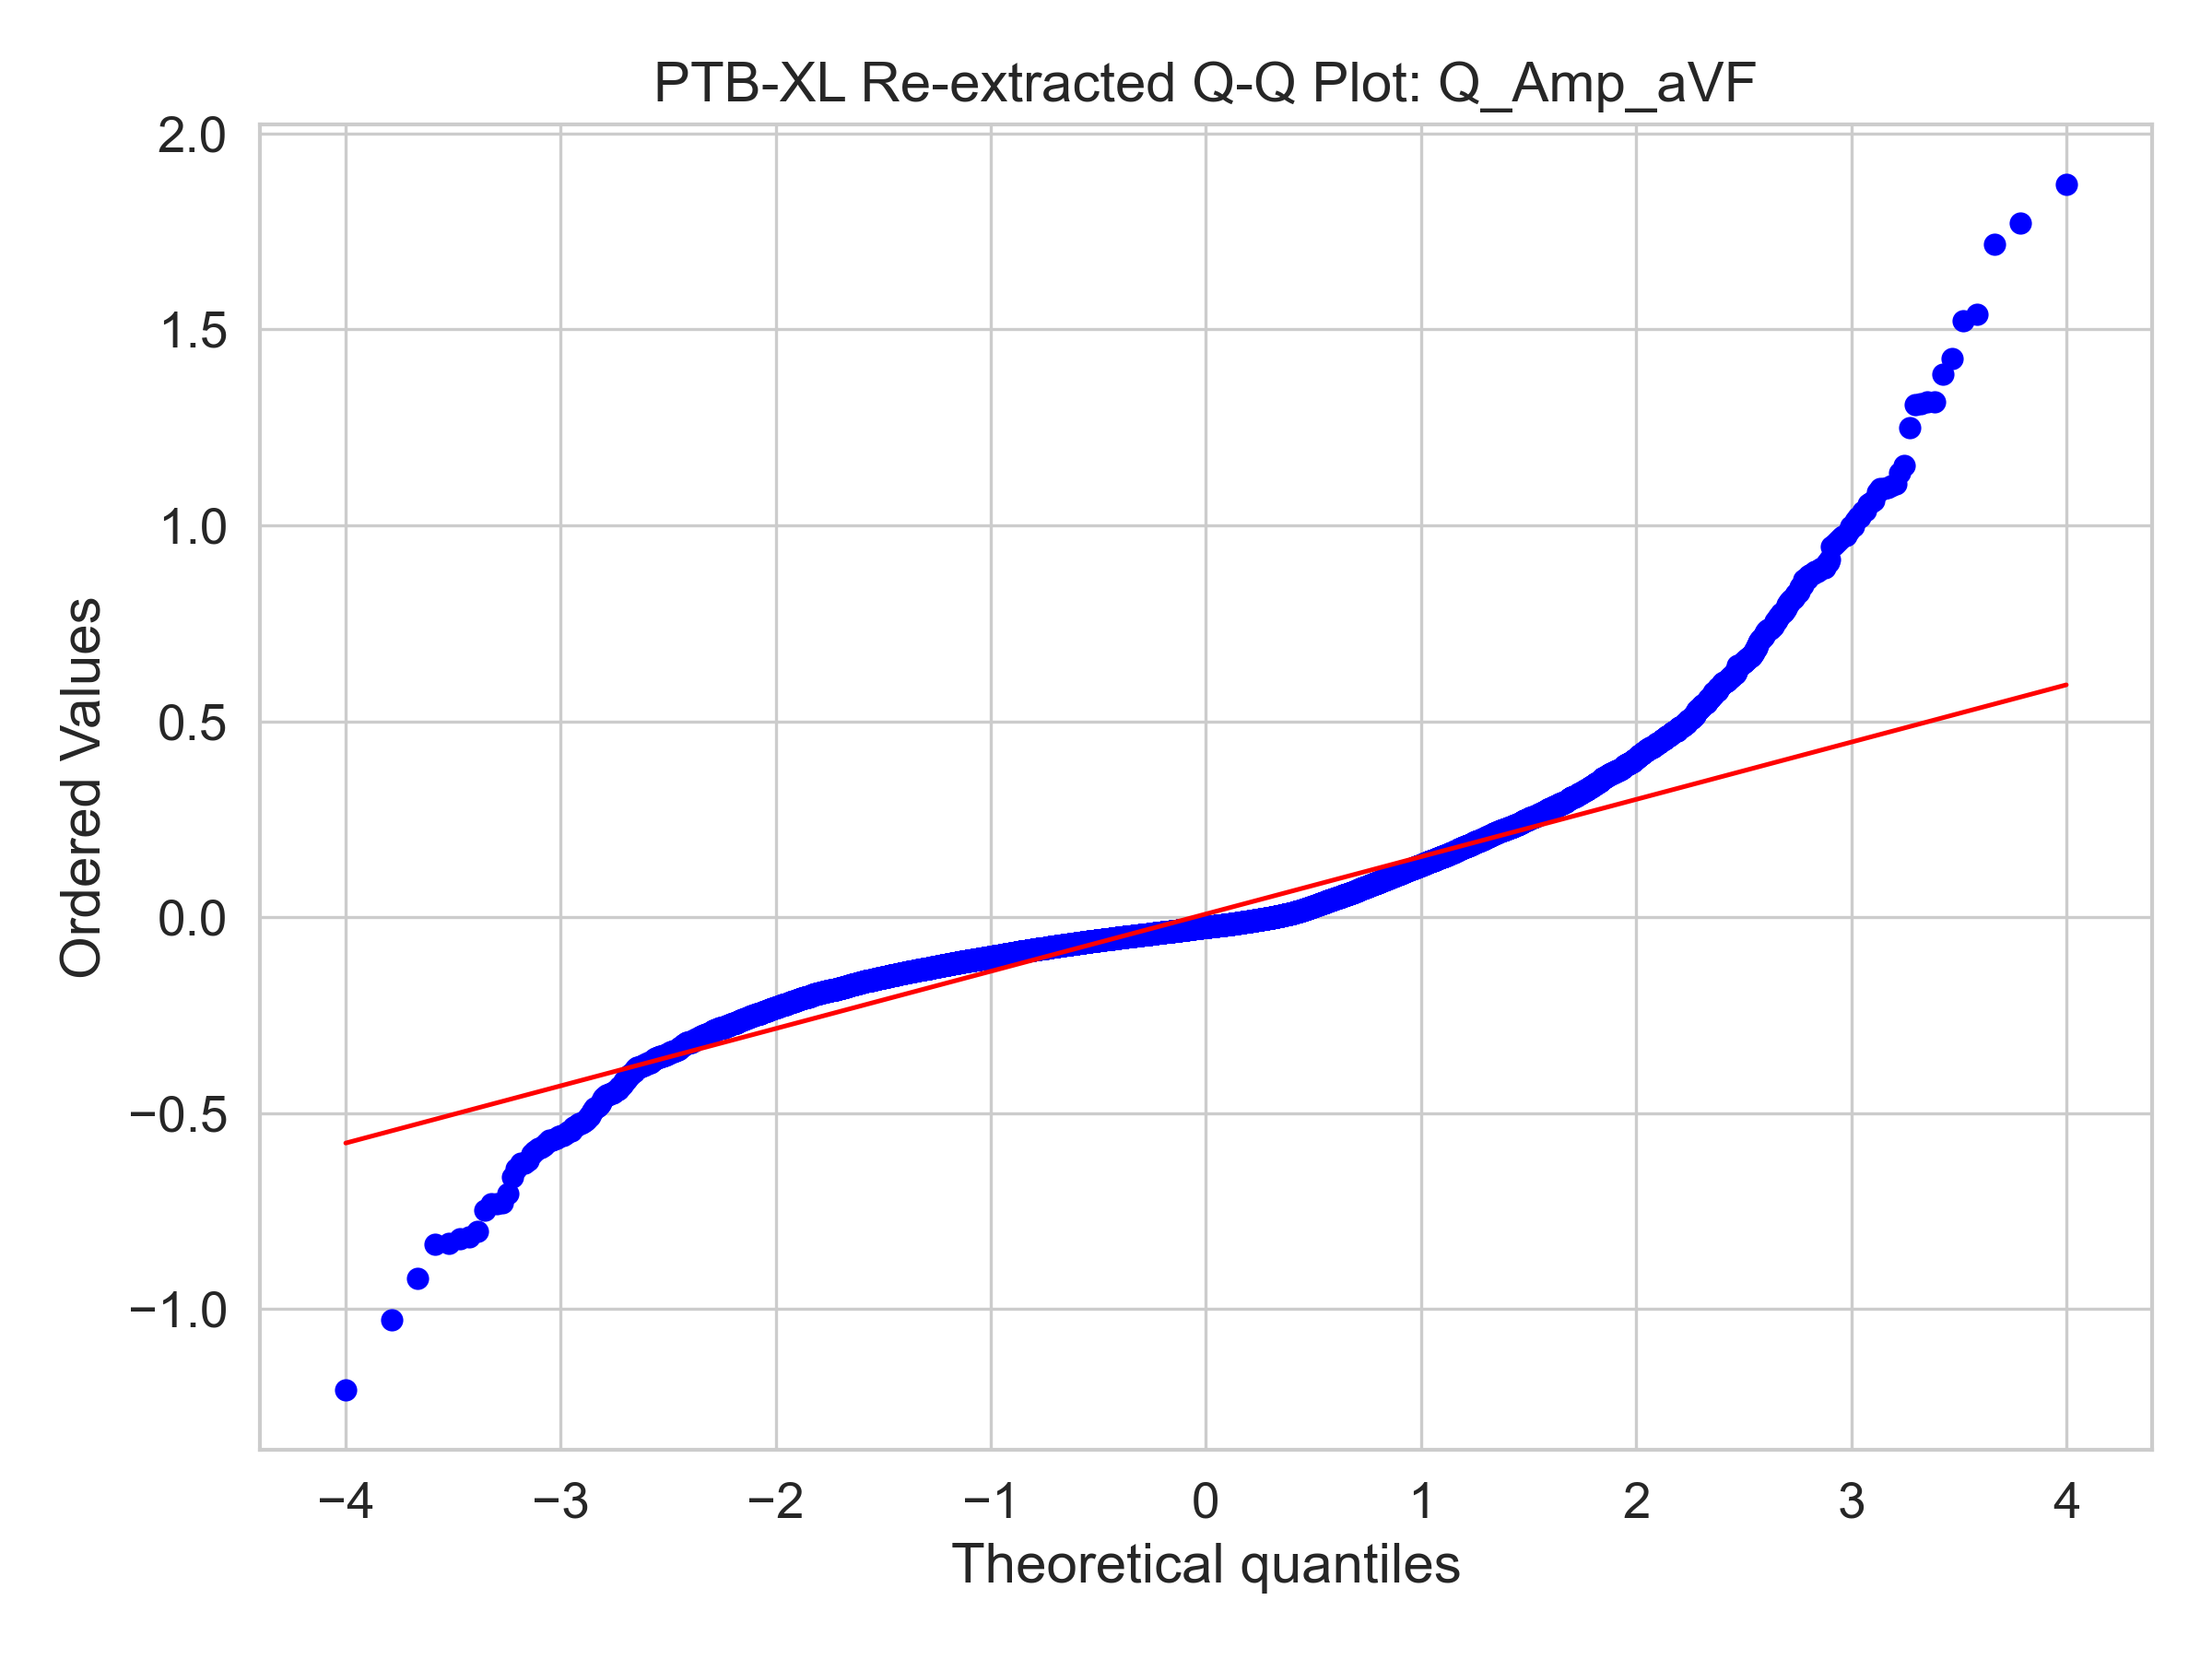 PTB-XL Re-extracted Q-Q Plot: Q_Amp_aVF
2.0
1.5
1.0
0.5
0.0
−0.5
−1.0
Ordered Values
−4 −3 −2 −1 0 1 2 3 4
Theoretical quantiles